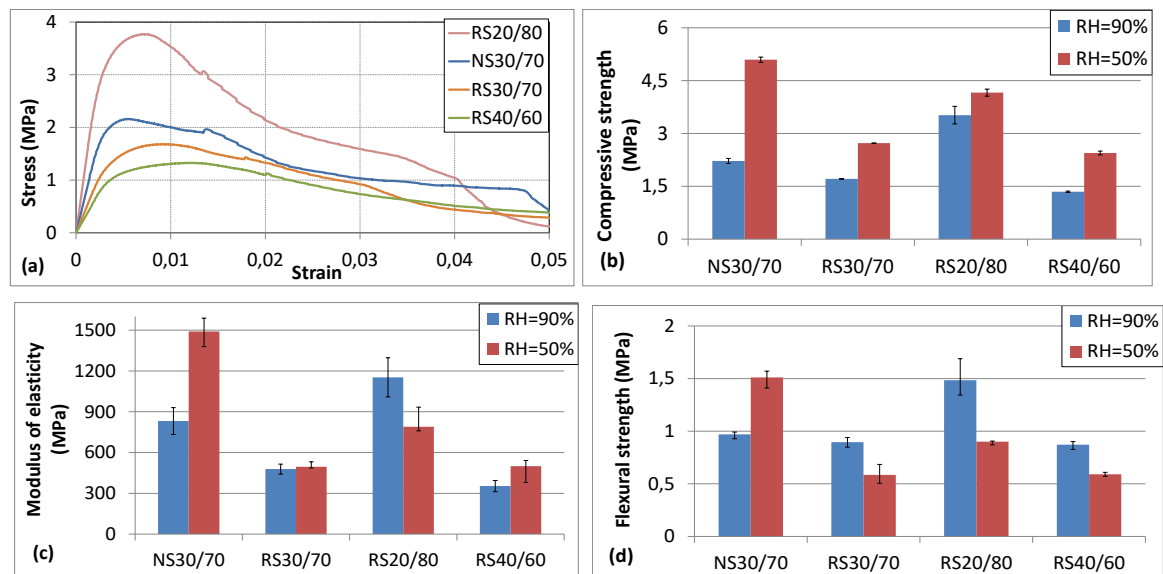 4
3
2
1
0
Stress (MPa)
RS20/80
NS30/70
RS30/70
RS40/60
0
0,01
0,02
0,03
0,04
0,05
(a)
Strain
6
4,5
3
1,5
0
Compressive strength
(MPa)
RH=90%
RH=50%
(b)
NS30/70
RS30/70
RS20/80
RS40/60
1500
1200
900
600
300
0
Modulus of elasticity
(MPa)
RH=90%
RH=50%
(c)
NS30/70
RS30/70
RS20/80
RS40/60
2
1,5
1
0,5
0
Flexural strength (MPa)
RH=90%
RH=50%
(d)
NS30/70
RS30/70
RS20/80
RS40/60